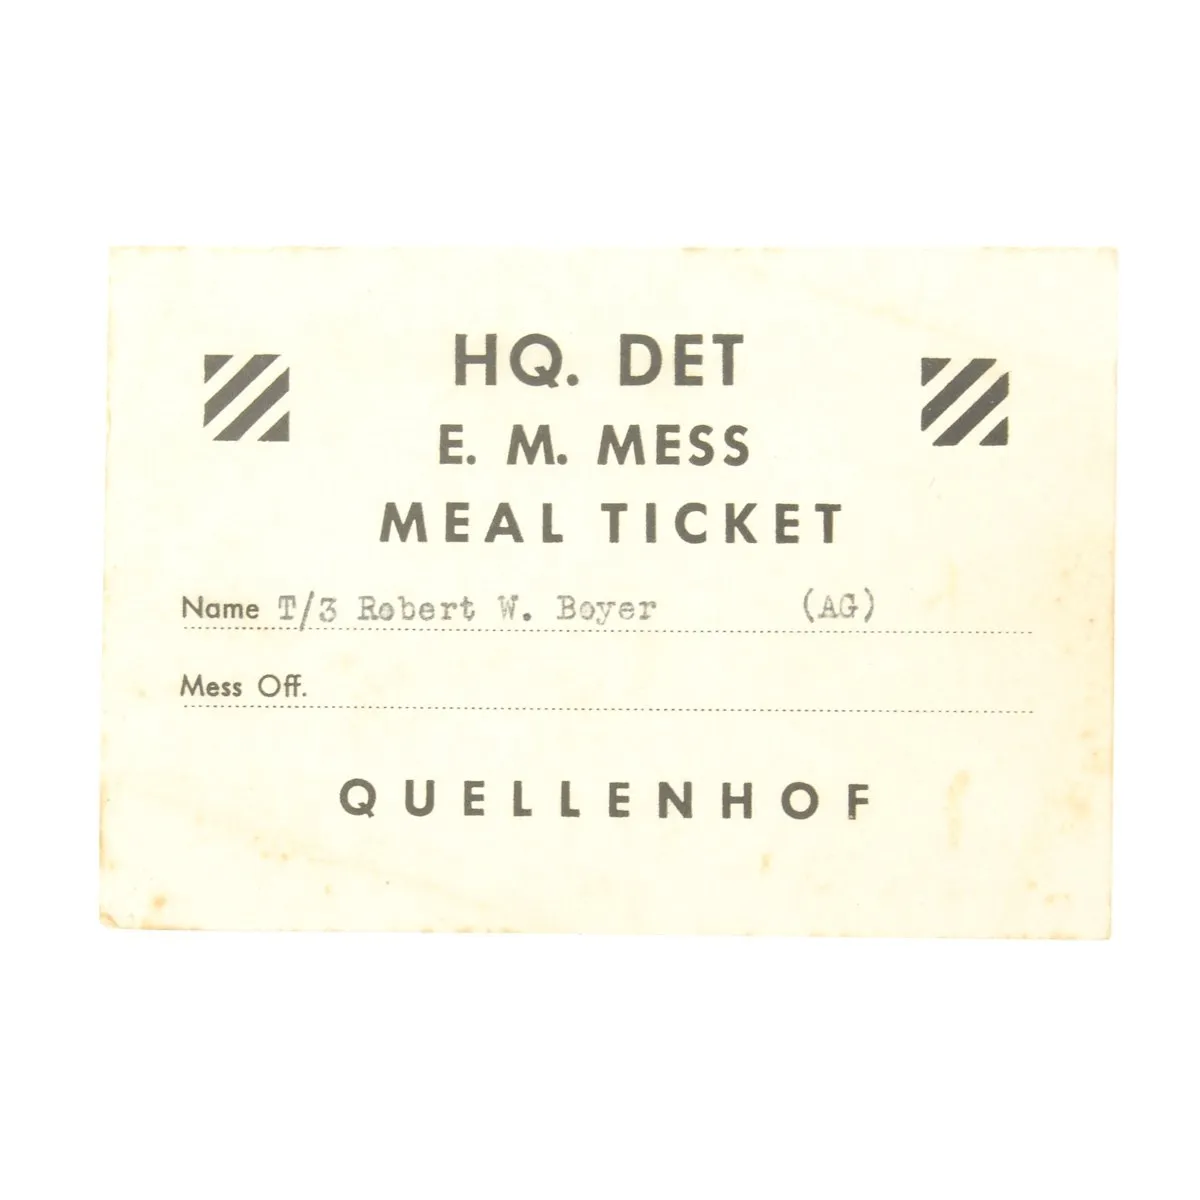 HQ. DET
E. M. MESS
MEAL TICKET
Name T/3 Robert W. Boyer (AG)
Mess Off.
QUELLENHOF